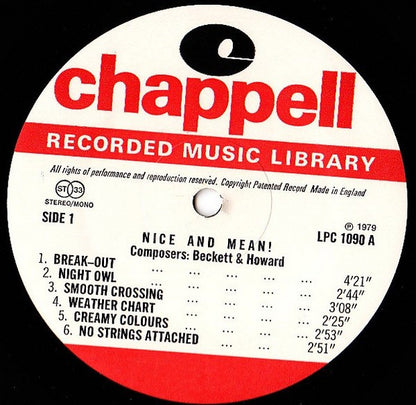 chappell
RECORDED MUSIC LIBRARY
All rights of performance and reproduction reserved. Copyright Patented Record Made in England
ST 33
STEREO/MONO
SIDE 1
℗ 1979
LPC 1090 A
NICE AND MEAN!
Composers: Beckett & Howard
1. BREAK–OUT ... ... ... ... 4'21"
2. NIGHT OWL ... ... ... ... 2'44"
3. SMOOTH CROSSING ... ... ... 3'08"
4. WEATHER CHART ... ... ... 2'25"
5. CREAMY COLOURS ... ... ... 2'53"
6. NO STRINGS ATTACHED ... ... ... 2'51"